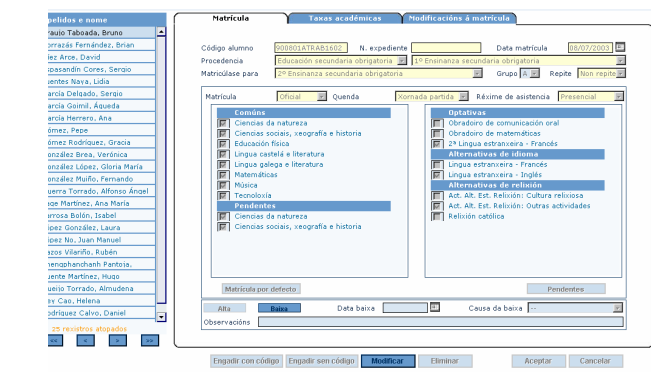 Matrícula Taxas académicas Modificacións á matrícula
Apelidos e nome
Araujo Taboada, Bruno
Borrazás Fernández, Brian
Díez Arce, David
Espasandín Cores, Sergio
Fuentes Naya, Lidia
García Delgado, Sergio
García Goimil, Águeda
García Herrero, Ana
Gómez, Pepe
Gómez Rodríguez, Gracia
González Brea, Verónica
González López, Gloria María
González Muíño, Fernando
Guerra Torrado, Alfonso Ángel
Martínez, Ana María
Barrosa Bolón, Isabel
López González, Laura
López No, Juan Manuel
Pazos Vilariño, Rubén
Phengphanchanh Pantoja,
Puente Martínez, Hugo
Queijo Torrado, Almudena
Rey Cao, Helena
Rodríguez Calvo, Daniel
25 rexistros atopados
<< < > >>
Código alumno 900801ATRAB1602 N. expediente Data matrícula 08/07/2003
Procedencia Educación secundaria obrigatoria 1º Ensinanza secundaria obrigatoria
Matricúlase para 2º Ensinanza secundaria obrigatoria Grupo A Repite Non repite
Matrícula Oficial Quenda Xornada partida Réxime de asistencia Presencial
Comúns
Ciencias da natureza
Ciencias sociais, xeografía e historia
Educación física
Lingua castelá e literatura
Lingua galega e literatura
Matemáticas
Música
Tecnoloxía
Pendentes
Ciencias da natureza
Ciencias sociais, xeografía e historia
Optativas
Obradoiro de comunicación oral
Obradoiro de matemáticas
2ª Lingua estranxeira - Francés
Alternativas de idioma
Lingua estranxeira - Francés
Lingua estranxeira - Inglés
Alternativas de relixión
Act. Alt. Est. Relixión: Cultura relixiosa
Act. Alt. Est. Relixión: Outras actividades
Relixión católica
Matrícula por defecto Pendentes
Alta Baixa Data baixa Causa da baixa --
Observacións
Engadir con código Engadir sen código Modificar Eliminar Aceptar Cancelar